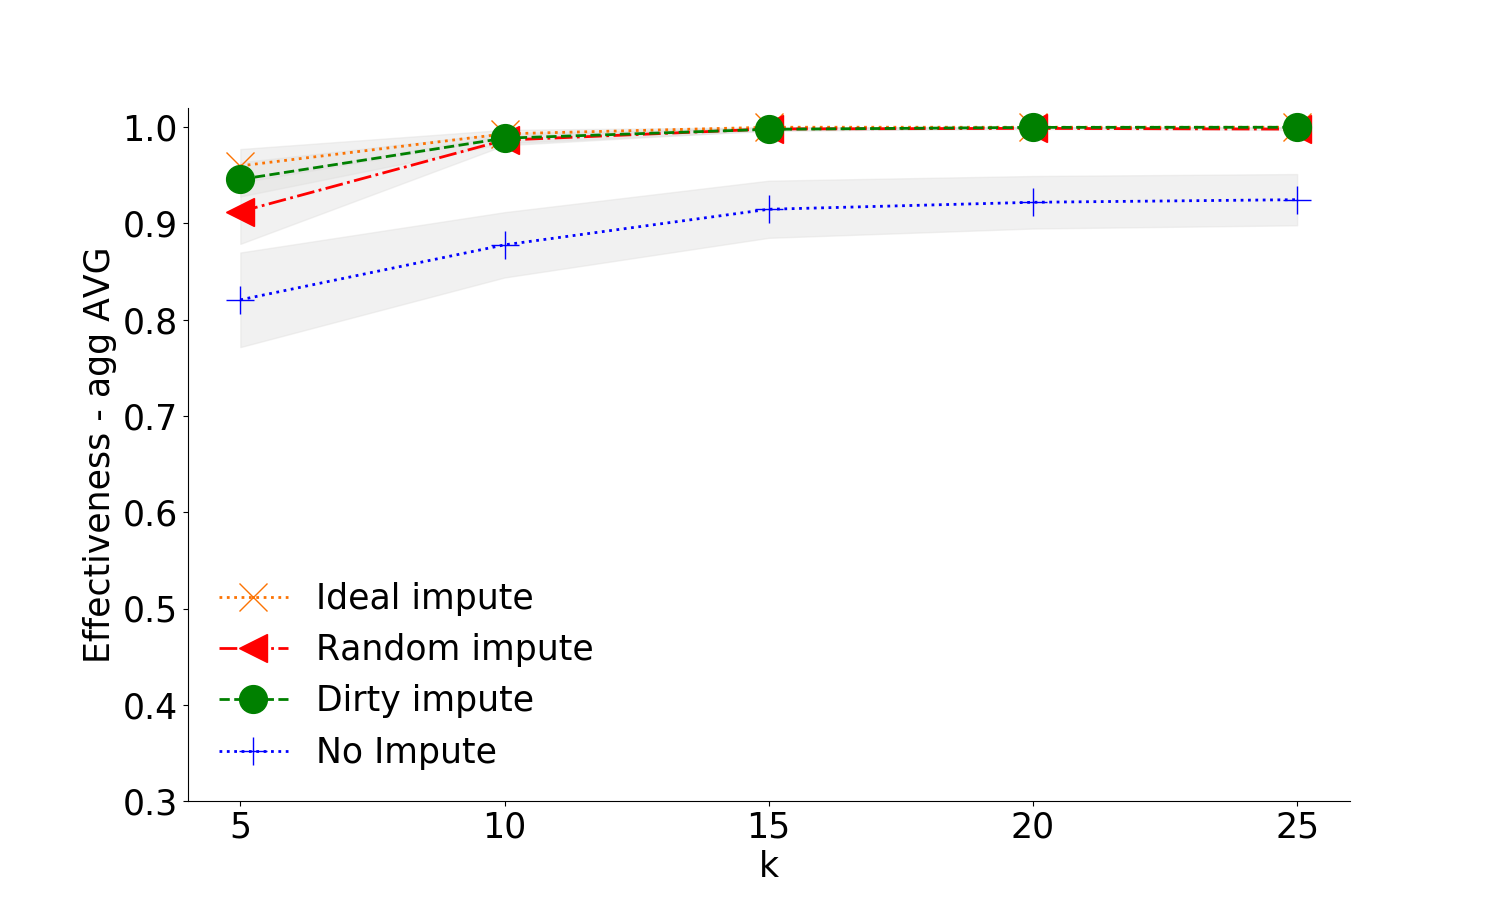 Effectiveness - agg AVG
1.0
0.9
0.8
0.7
0.6
0.5
0.4
0.3
Ideal impute
Random impute
Dirty impute
No Impute
5 10 15 20 25
k